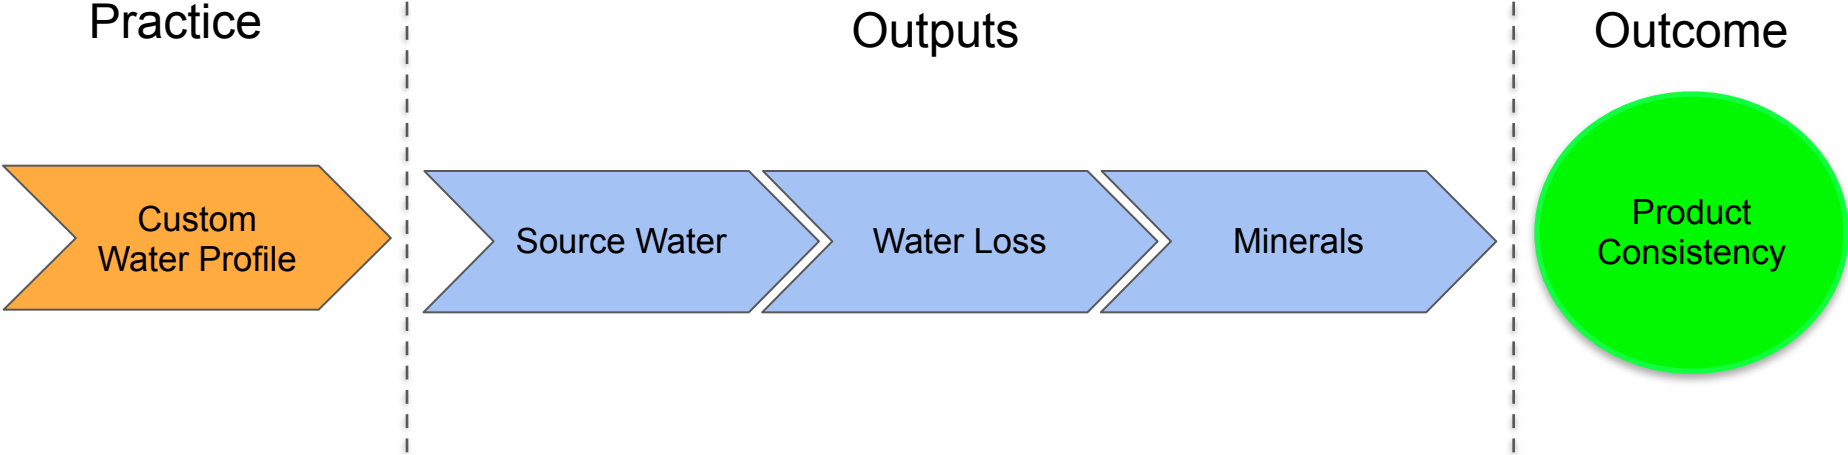 Practice
Outputs
Outcome
Custom
Water Profile
Source Water
Water Loss
Minerals
Product
Consistency